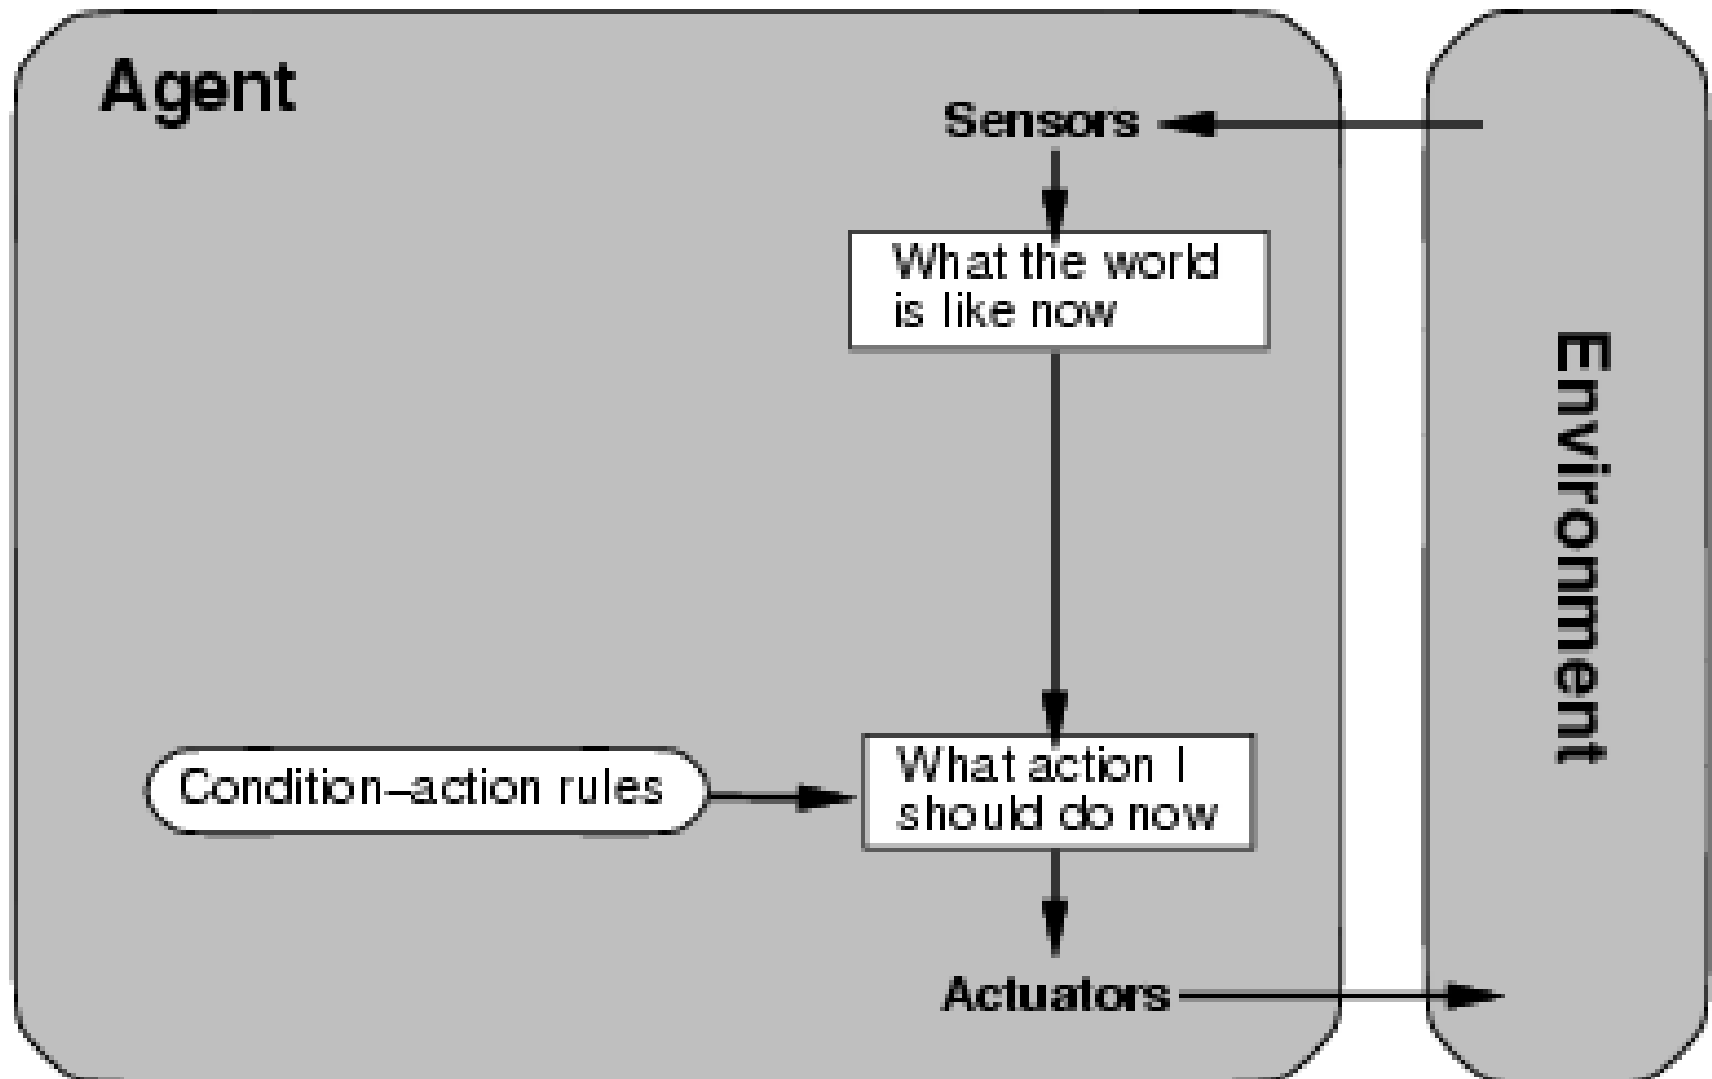 Agent
Sensors
What the world
is like now
Environment
Condition–action rules
What action I
should do now
Actuators